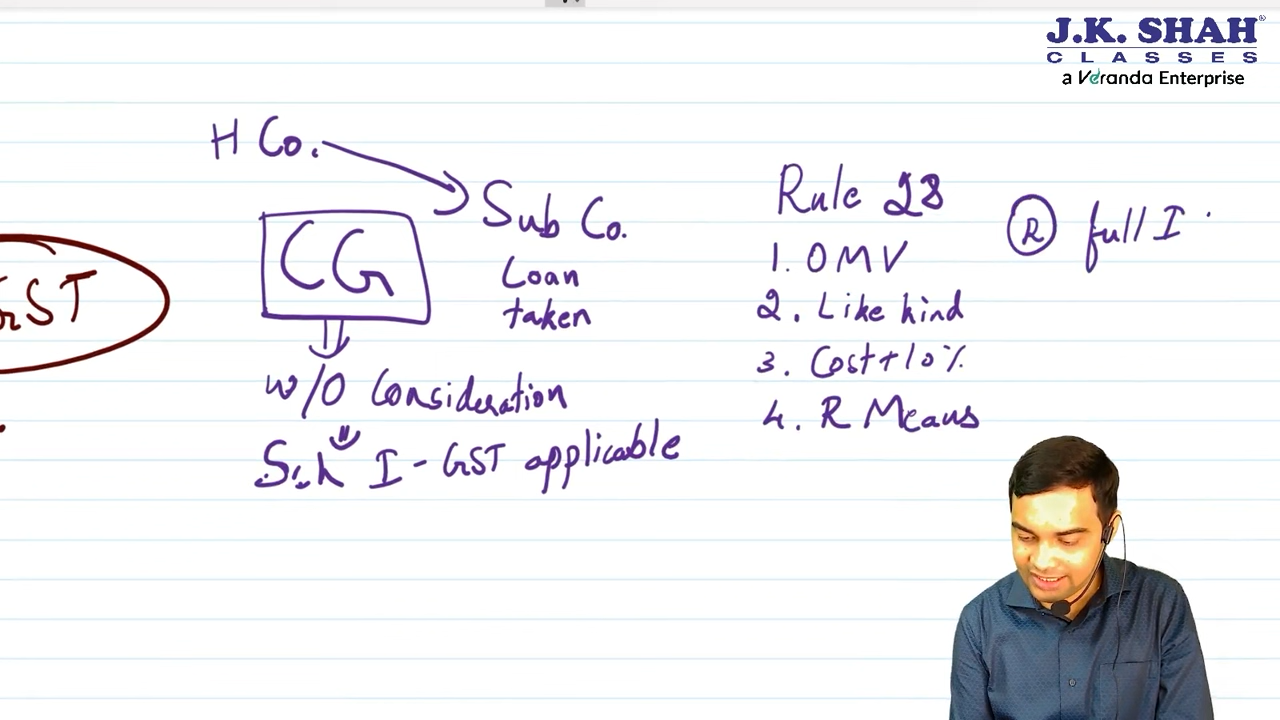 J.K. SHAH®
CLASSES
a Veranda Enterprise
H Co.
Sub Co.
Loan
taken
CG
w/o Consideration
Sch I - GST applicable
Rule 28
1. OMV
2. Like kind
3. Cost + 10%
4. R Means
R full I
GST